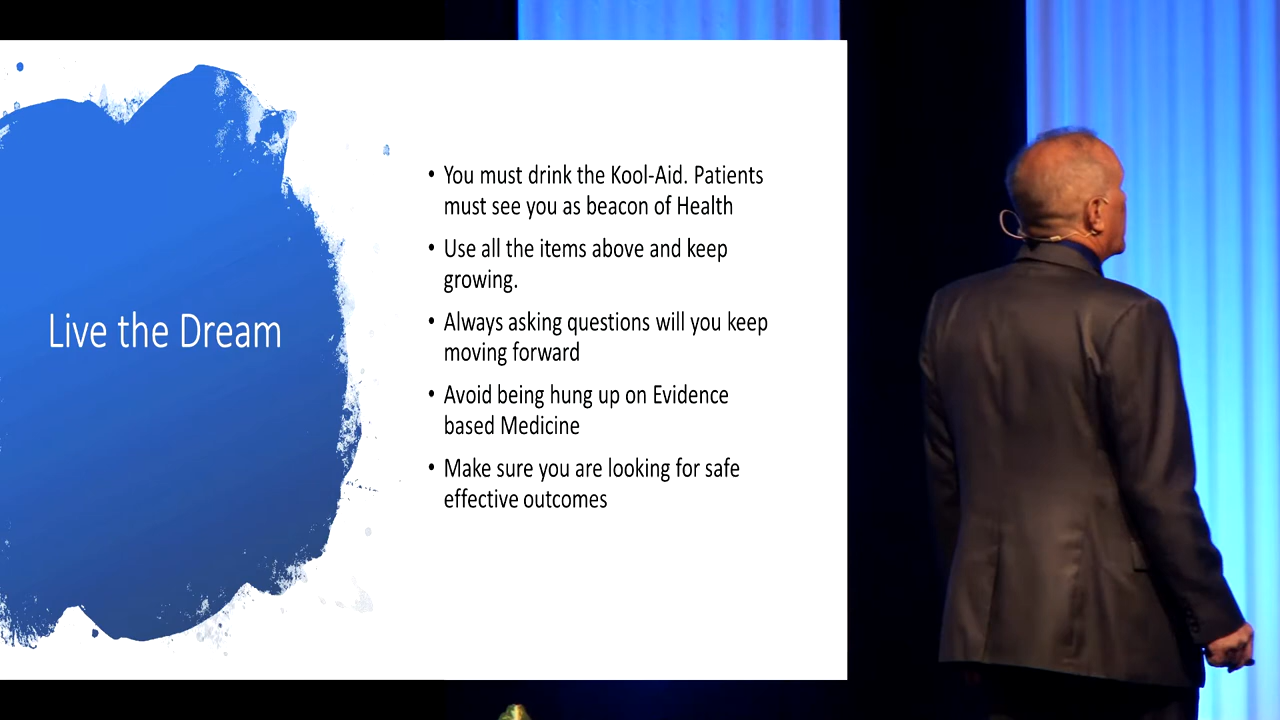 Live the Dream
• You must drink the Kool-Aid. Patients
must see you as beacon of Health
• Use all the items above and keep
growing.
• Always asking questions will you keep
moving forward
• Avoid being hung up on Evidence
based Medicine
• Make sure you are looking for safe
effective outcomes